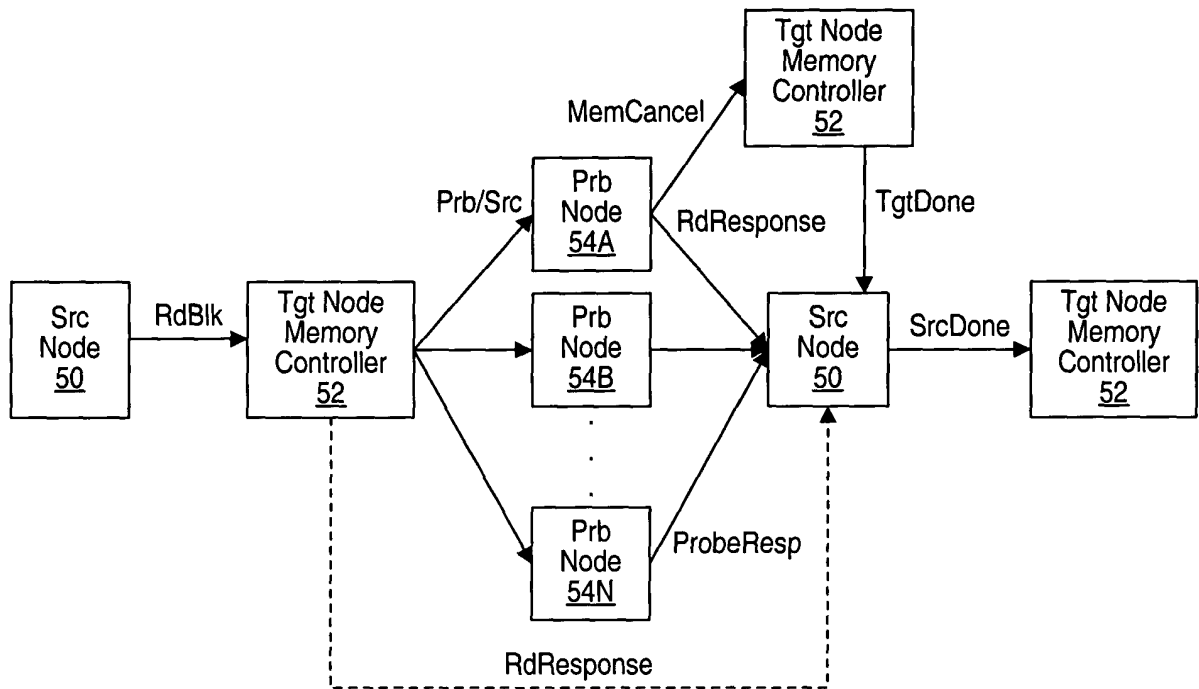 Tgt Node
Memory
Controller
52
MemCancel
Prb/Src
Prb
Node
54A
RdResponse
TgtDone
Src
Node
50
RdBlk
Tgt Node
Memory
Controller
52
Prb
Node
54B
Src
Node
50
SrcDone
Tgt Node
Memory
Controller
52
Prb
Node
54N
ProbeResp
RdResponse